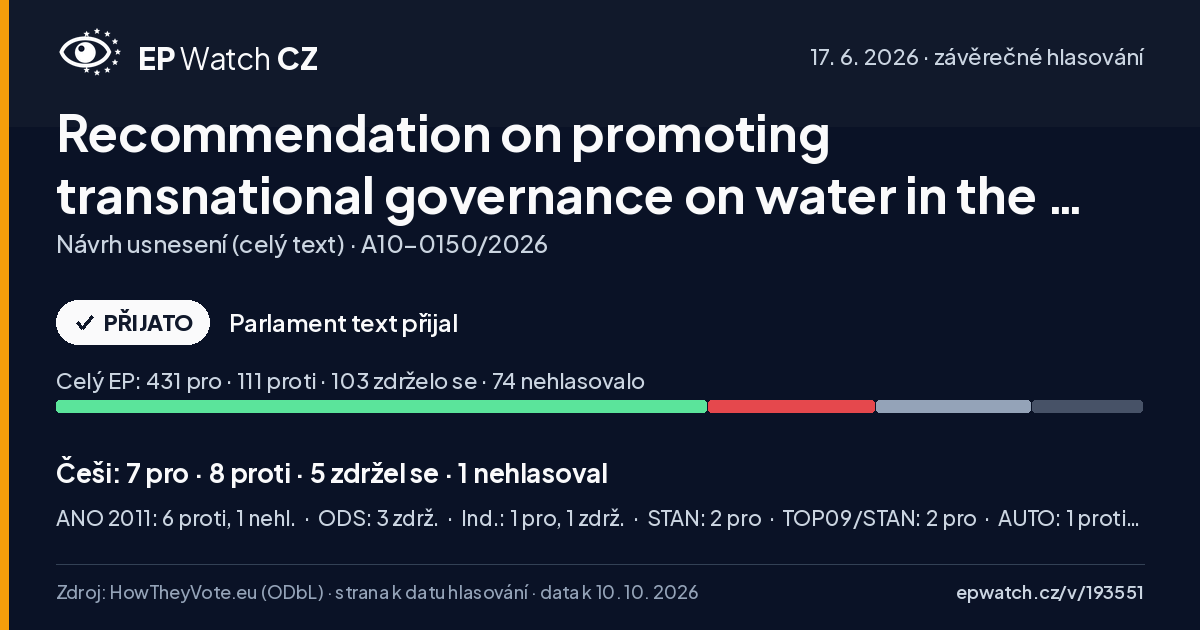 EP Watch CZ
17. 6. 2026 · závěrečné hlasování
Recommendation on promoting
transnational governance on water in the ...
Návrh usnesení (celý text) · A10-0150/2026
✓ PŘIJATO
Parlament text přijal
Celý EP: 431 pro · 111 proti · 103 zdrželo se · 74 nehlasovalo
Češi: 7 pro · 8 proti · 5 zdržel se · 1 nehlasoval
ANO 2011: 6 proti, 1 nehl. · ODS: 3 zdrž. · Ind.: 1 pro, 1 zdrž. · STAN: 2 pro · TOP09/STAN: 2 pro · AUTO: 1 proti...
Zdroj: HowTheyVote.eu (ODbL) · strana k datu hlasování · data k 10. 10. 2026
epwatch.cz/v/193551